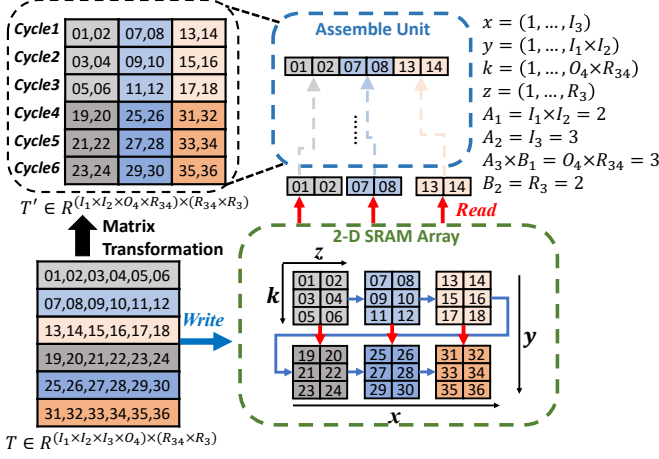 Cycle1 01,02 07,08 13,14
Cycle2 03,04 09,10 15,16
Cycle3 05,06 11,12 17,18
Cycle4 19,20 25,26 31,32
Cycle5 21,22 27,28 33,34
Cycle6 23,24 29,30 35,36
T′ ∈ R^{(I₁×I₂×O₄×R₃₄)×(R₃₄×R₃)}
Matrix
Transformation
01,02,03,04,05,06
07,08,09,10,11,12
13,14,15,16,17,18
19,20,21,22,23,24
25,26,27,28,29,30
31,32,33,34,35,36
T ∈ R^{(I₁×I₂×I₃×O₄)×(R₃₄×R₃)}
Write
Assemble Unit
01 02 07 08 13 14
......
01 02 07 08 13 14
Read
x = (1, ..., I₃)
y = (1, ..., I₁×I₂)
k = (1, ..., O₄×R₃₄)
z = (1, ..., R₃)
A₁ = I₁×I₂ = 2
A₂ = I₃ = 3
A₃×B₁ = O₄×R₃₄ = 3
B₂ = R₃ = 2
2-D SRAM Array
z
k
01 02 07 08 13 14
03 04 09 10 15 16
05 06 11 12 17 18
y
19 20 25 26 31 32
21 22 27 28 33 34
23 24 29 30 35 36
x